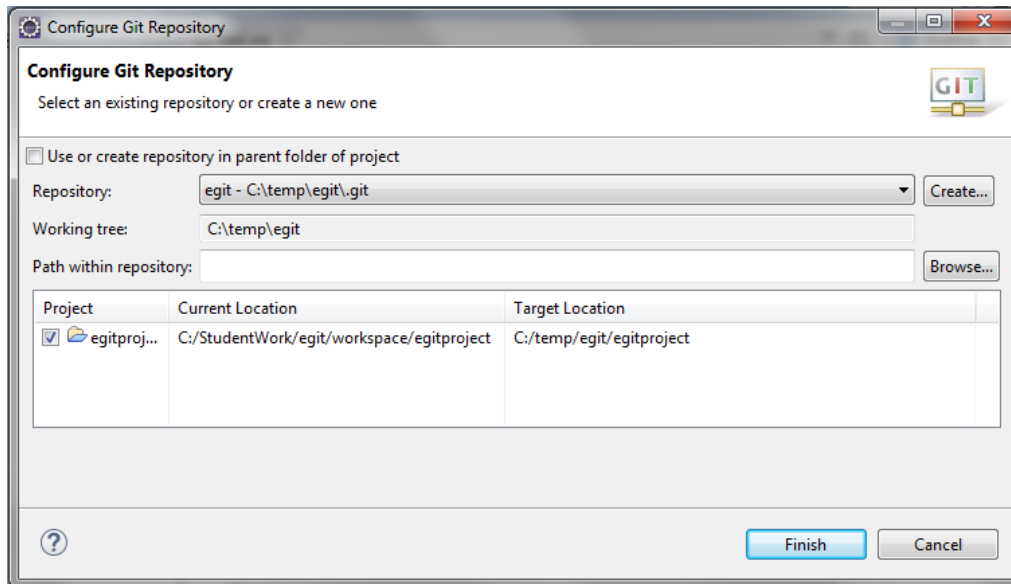 Configure Git Repository
Configure Git Repository
Select an existing repository or create a new one
GIT
Use or create repository in parent folder of project
Repository: egit - C:\temp\egit\.git Create...
Working tree: C:\temp\egit
Path within repository: Browse...
Project Current Location Target Location
egitproj... C:/StudentWork/egit/workspace/egitproject C:/temp/egit/egitproject
? Finish Cancel